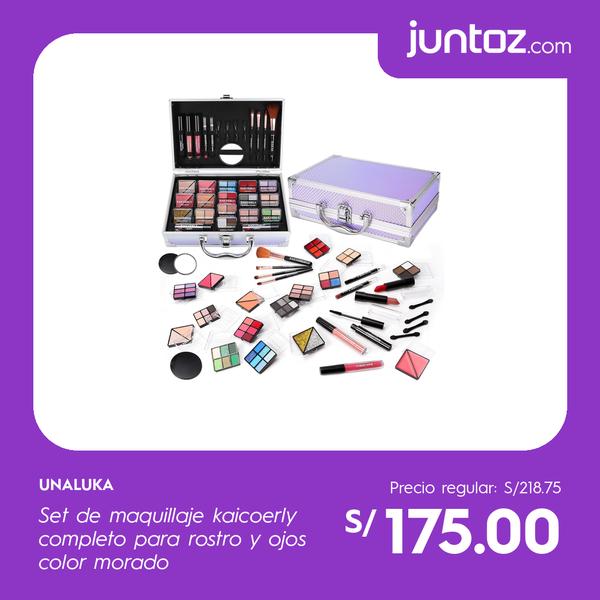 juntoz.com
UNALUKA
Precio regular: S/218.75
Set de maquillaje kaicoerly
completo para rostro y ojos
color morado
S/ 175.00